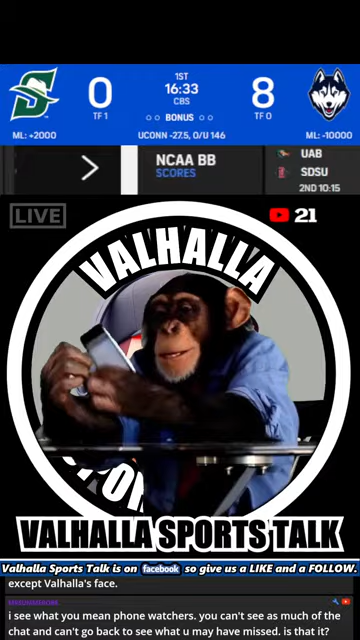 S
0
TF 1
1ST
16:33
CBS
BONUS
8
TF 0
ML: +2000
UCONN -27.5, O/U 146
ML: -10000
NCAA BB
SCORES
UAB
SDSU
2ND 10:15
LIVE
21
VALHALLA
SPOR
VALHALLA SPORTS TALK
Valhalla Sports Talk is on facebook so give us a LIKE and a FOLLOW.
except Valhalla's face.
i see what you mean phone watchers. you can't see as much of the
chat and can't go back to see what u may have missed. is that it?